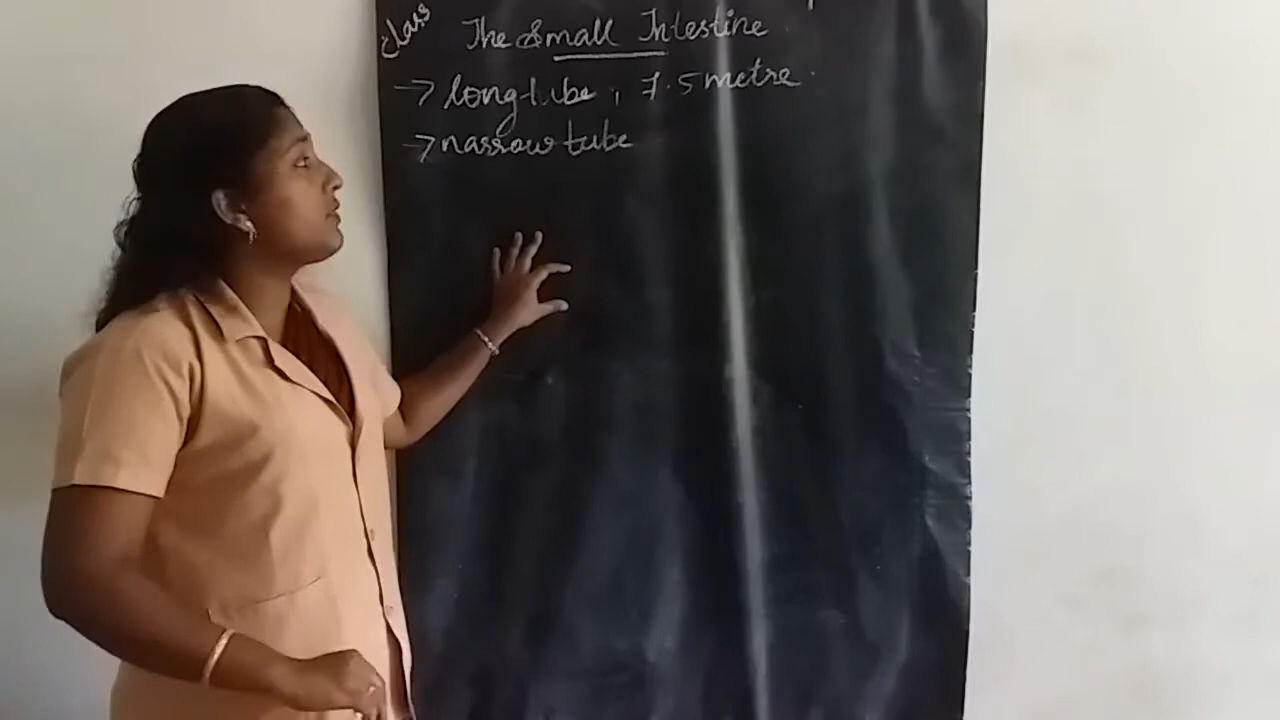 class
The Small Intestine
→ long tube, 7.5 metre.
→ narrow tube